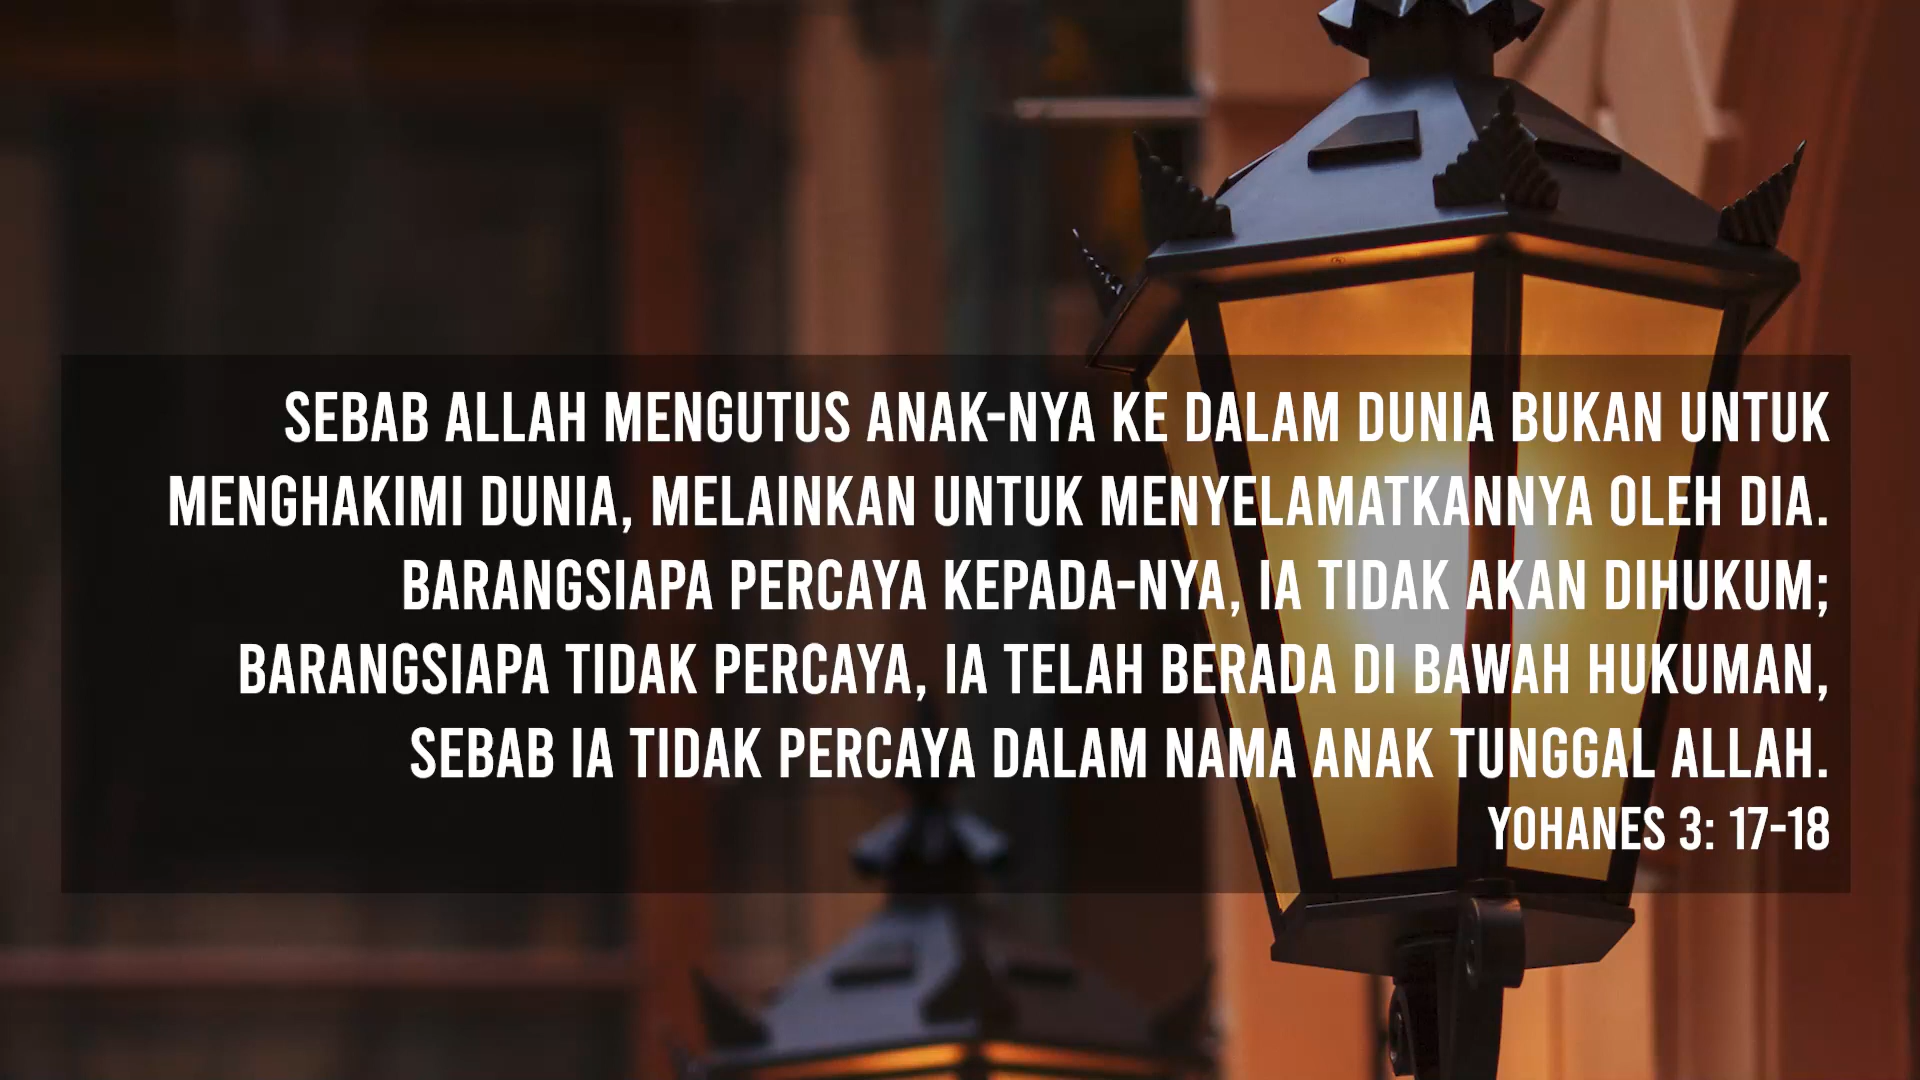 SEBAB ALLAH MENGUTUS ANAK-NYA KE DALAM DUNIA BUKAN UNTUK
MENGHAKIMI DUNIA, MELAINKAN UNTUK MENYELAMATKANNYA OLEH DIA.
BARANGSIAPA PERCAYA KEPADA-NYA, IA TIDAK AKAN DIHUKUM;
BARANGSIAPA TIDAK PERCAYA, IA TELAH BERADA DI BAWAH HUKUMAN,
SEBAB IA TIDAK PERCAYA DALAM NAMA ANAK TUNGGAL ALLAH.
YOHANES 3: 17-18